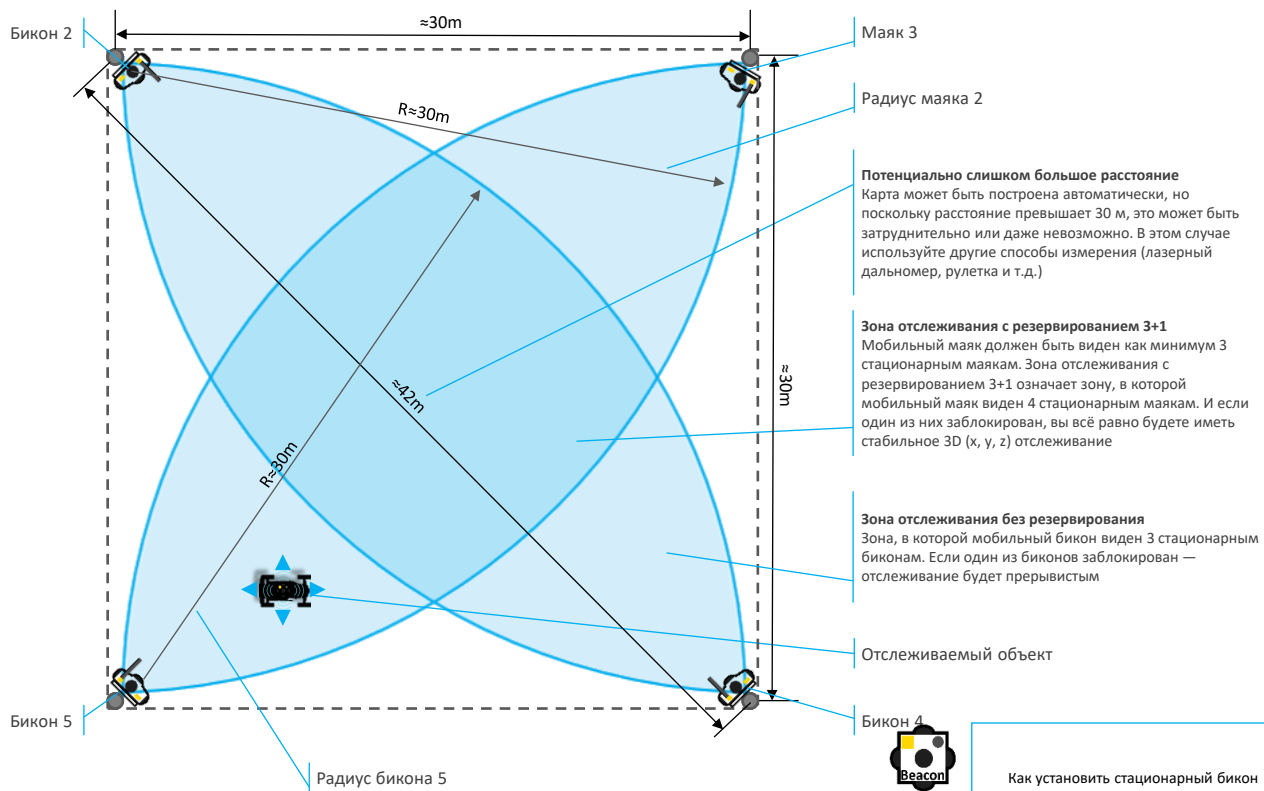 ≈30m
Бикон 2
Маяк 3
Радиус маяка 2
R≈30m
Потенциально слишком большое расстояние
Карта может быть построена автоматически, но
поскольку расстояние превышает 30 м, это может быть
затруднительно или даже невозможно. В этом случае
используйте другие способы измерения (лазерный
дальномер, рулетка и т.д.)
Зона отслеживания с резервированием 3+1
Мобильный маяк должен быть виден как минимум 3
стационарным маякам. Зона отслеживания с
резервированием 3+1 означает зону, в которой
мобильный маяк виден 4 стационарным маякам. И если
один из них заблокирован, вы всё равно будете иметь
стабильное 3D (x, y, z) отслеживание
≈30m
≈42m
R≈30m
Зона отслеживания без резервирования
Зона, в которой мобильный бикон виден 3 стационарным
биконам. Если один из биконов заблокирован —
отслеживание будет прерывистым
Отслеживаемый объект
Бикон 5
Бикон 4
Радиус бикона 5
Beacon
Как установить стационарный бикон